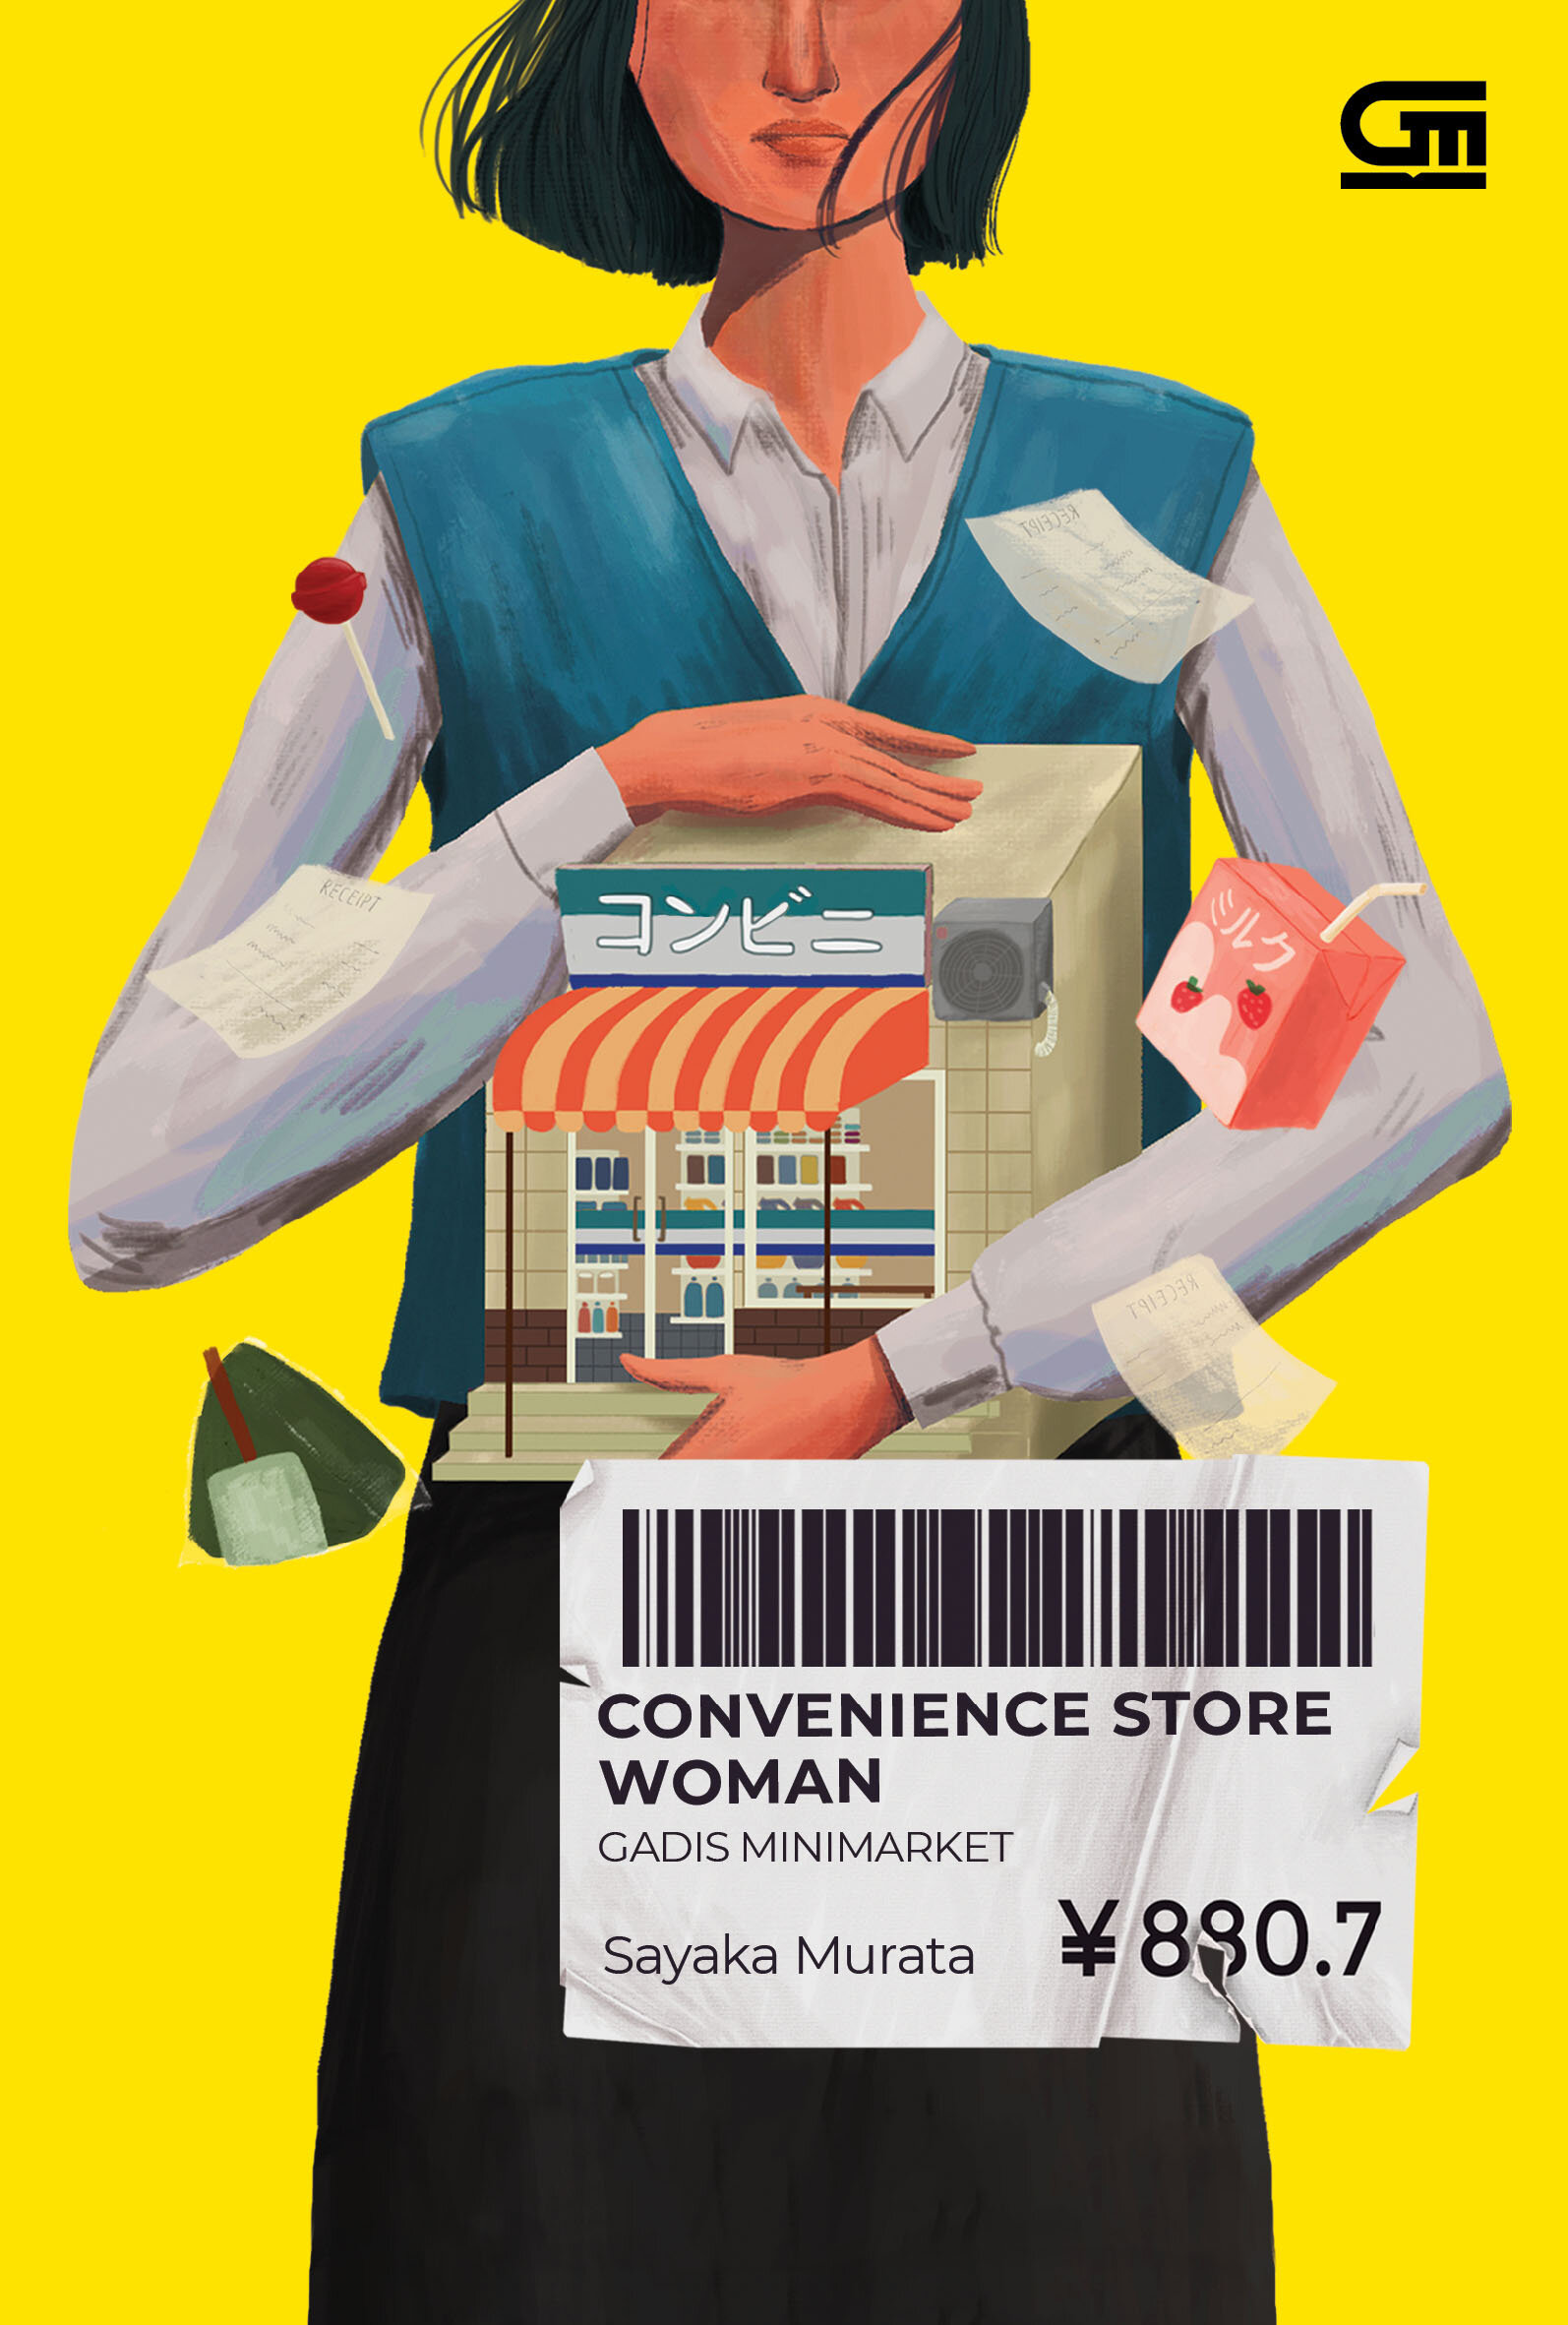 GM
RECEIPT
RECEIPT
コンビニ
ミルク
RECEIPT
CONVENIENCE STORE
WOMAN
GADIS MINIMARKET
Sayaka Murata
¥880.7